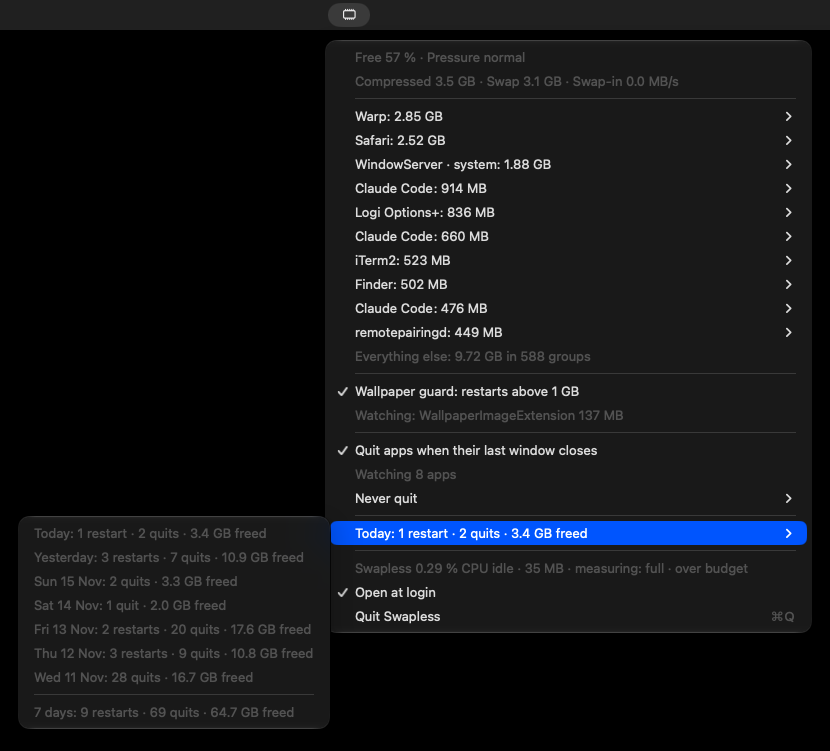 Free 57 % · Pressure normal
Compressed 3.5 GB · Swap 3.1 GB · Swap-in 0.0 MB/s
Warp: 2.85 GB
Safari: 2.52 GB
WindowServer · system: 1.88 GB
Claude Code: 914 MB
Logi Options+: 836 MB
Claude Code: 660 MB
iTerm2: 523 MB
Finder: 502 MB
Claude Code: 476 MB
remotepairingd: 449 MB
Everything else: 9.72 GB in 588 groups
Wallpaper guard: restarts above 1 GB
Watching: WallpaperImageExtension 137 MB
Quit apps when their last window closes
Watching 8 apps
Never quit
Today: 1 restart · 2 quits · 3.4 GB freed
Swapless 0.29 % CPU idle · 35 MB · measuring: full · over budget
Open at login
Quit Swapless ⌘Q
Today: 1 restart · 2 quits · 3.4 GB freed
Yesterday: 3 restarts · 7 quits · 10.9 GB freed
Sun 15 Nov: 2 quits · 3.3 GB freed
Sat 14 Nov: 1 quit · 2.0 GB freed
Fri 13 Nov: 2 restarts · 20 quits · 17.6 GB freed
Thu 12 Nov: 3 restarts · 9 quits · 10.8 GB freed
Wed 11 Nov: 28 quits · 16.7 GB freed
7 days: 9 restarts · 69 quits · 64.7 GB freed